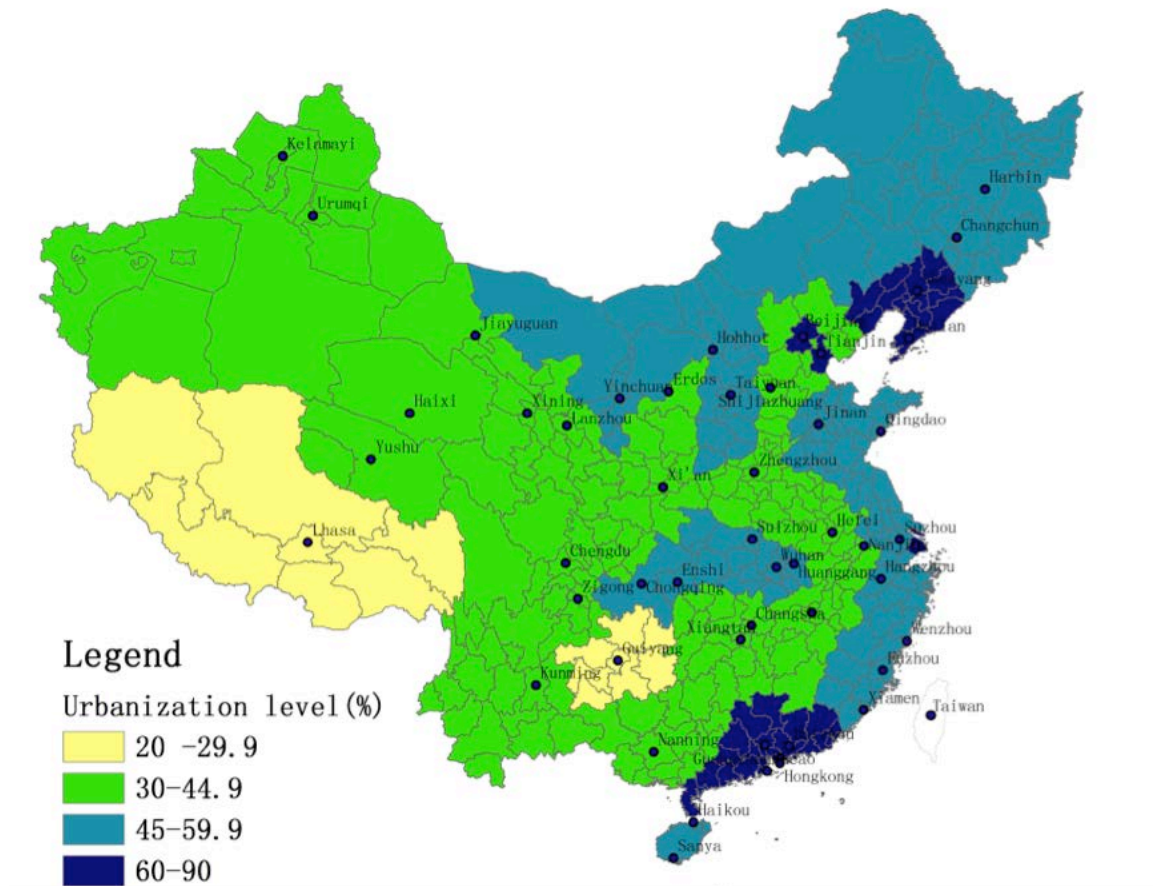 Kelamayi
Urumqi
Harbin
Changchun
Jiayuguan
Hohhot
Tianjin
Yinchuan
Erdos
Taiyuan
Shijiazhuang
Haixi
Xining
Lanzhou
Jinan
Qingdao
Yushu
Zhengzhou
Xi'an
Lhasa
Suizhou
Hefei
Suzhou
Nanjing
Chengdu
Wuhan
Enshi
Huanggang
Hangzhou
Zigong
Chongqing
Changsha
Xiangtan
Wenzhou
Guiyang
Fuzhou
Kunming
Xiamen
Taiwan
Nanning
Hongkong
Haikou
Sanya
Legend
Urbanization level(%)
20 -29.9
30-44.9
45-59.9
60-90